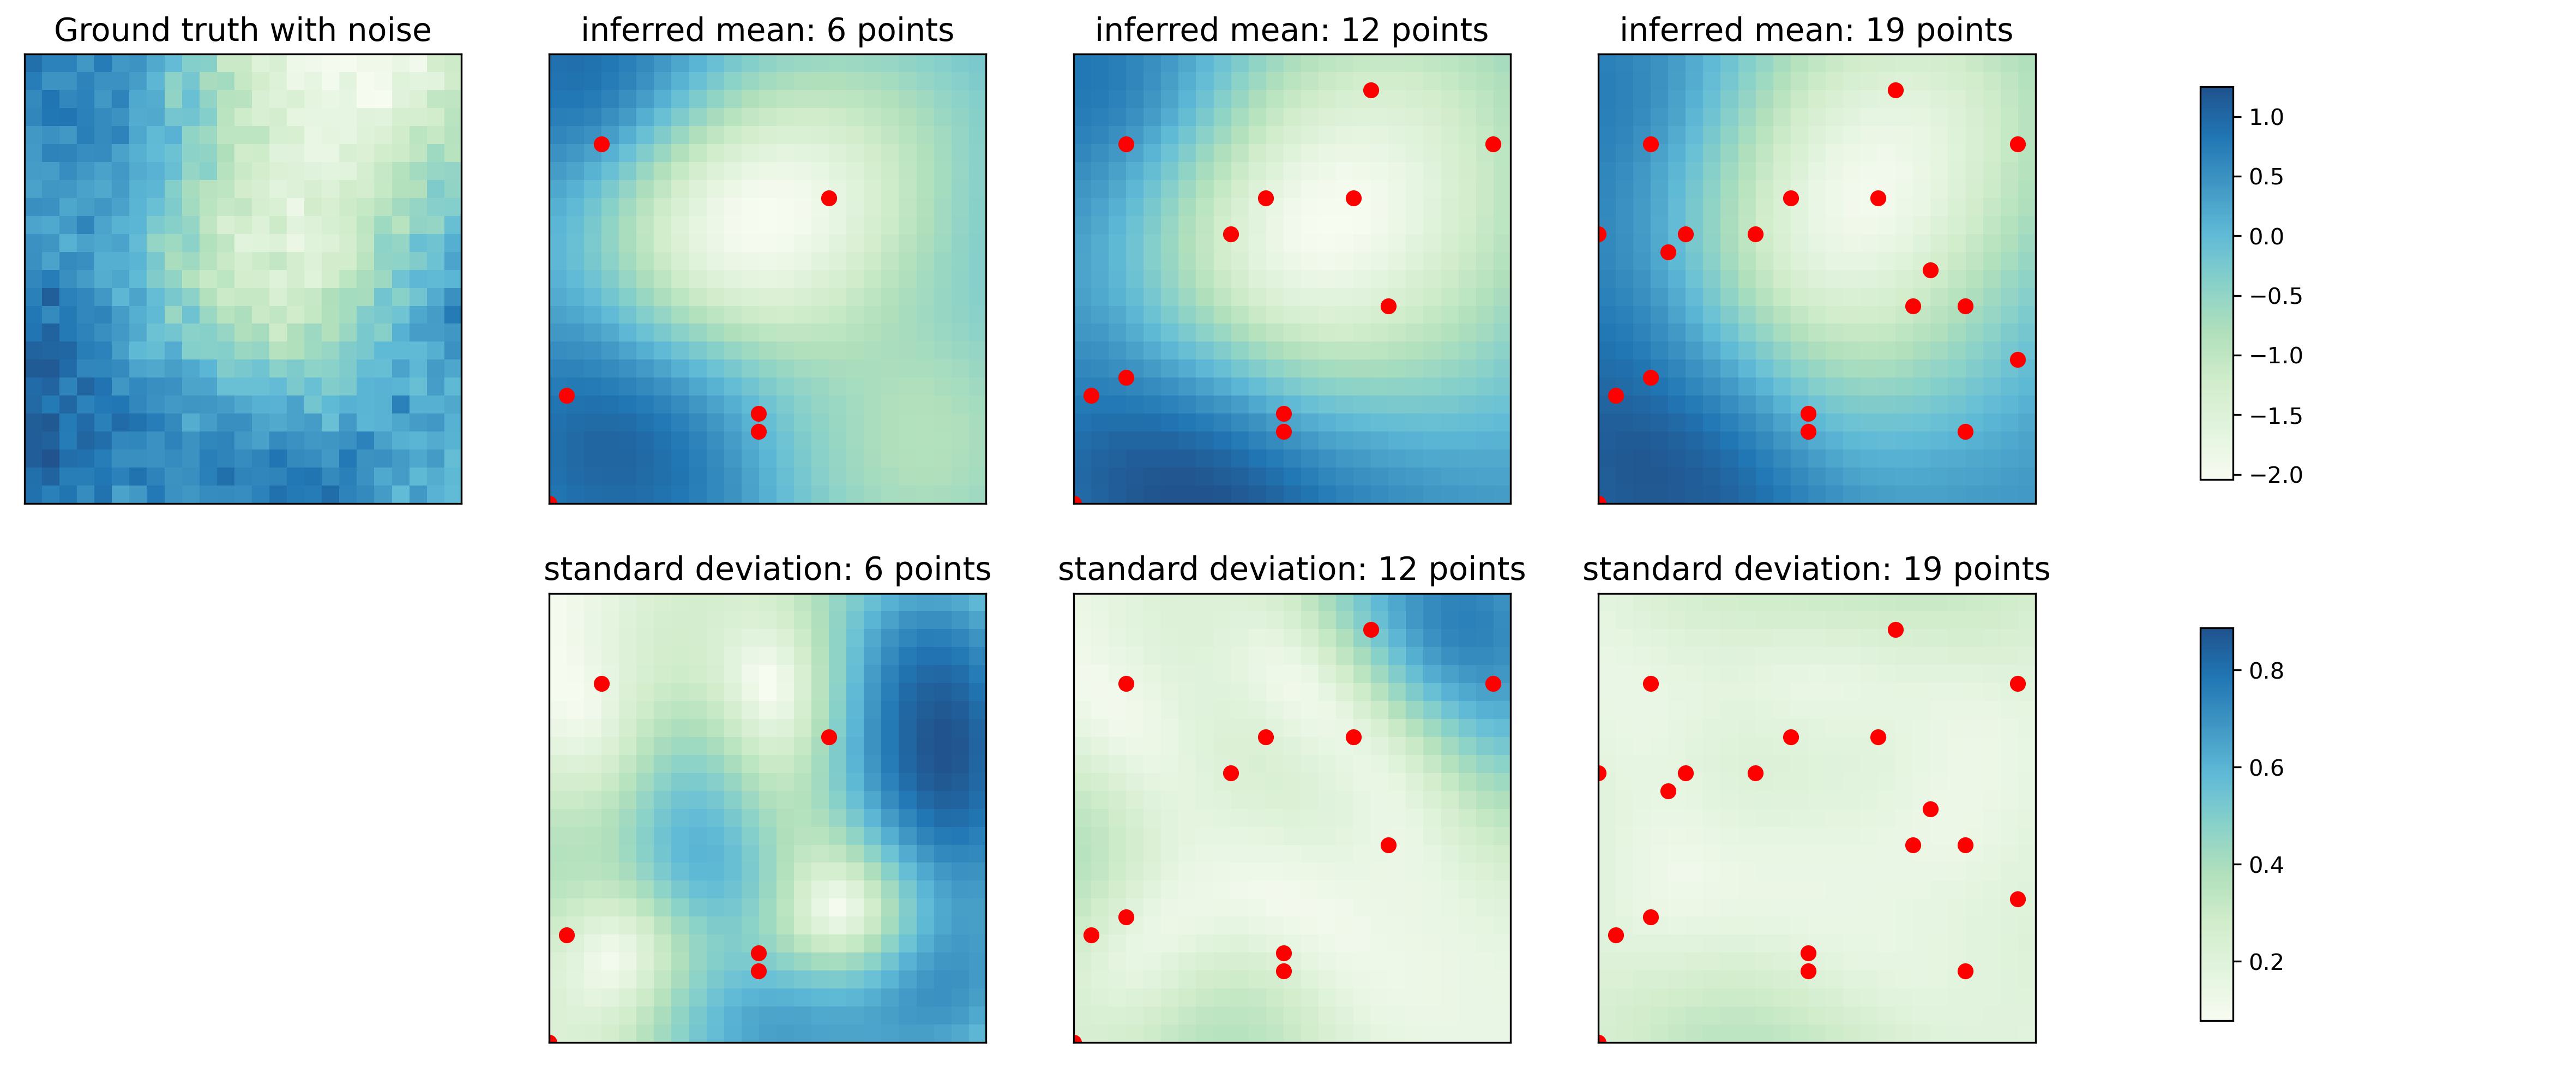 Ground truth with noise
inferred mean: 6 points
inferred mean: 12 points
inferred mean: 19 points
1.0
0.5
0.0
−0.5
−1.0
−1.5
−2.0
standard deviation: 6 points
standard deviation: 12 points
standard deviation: 19 points
0.8
0.6
0.4
0.2